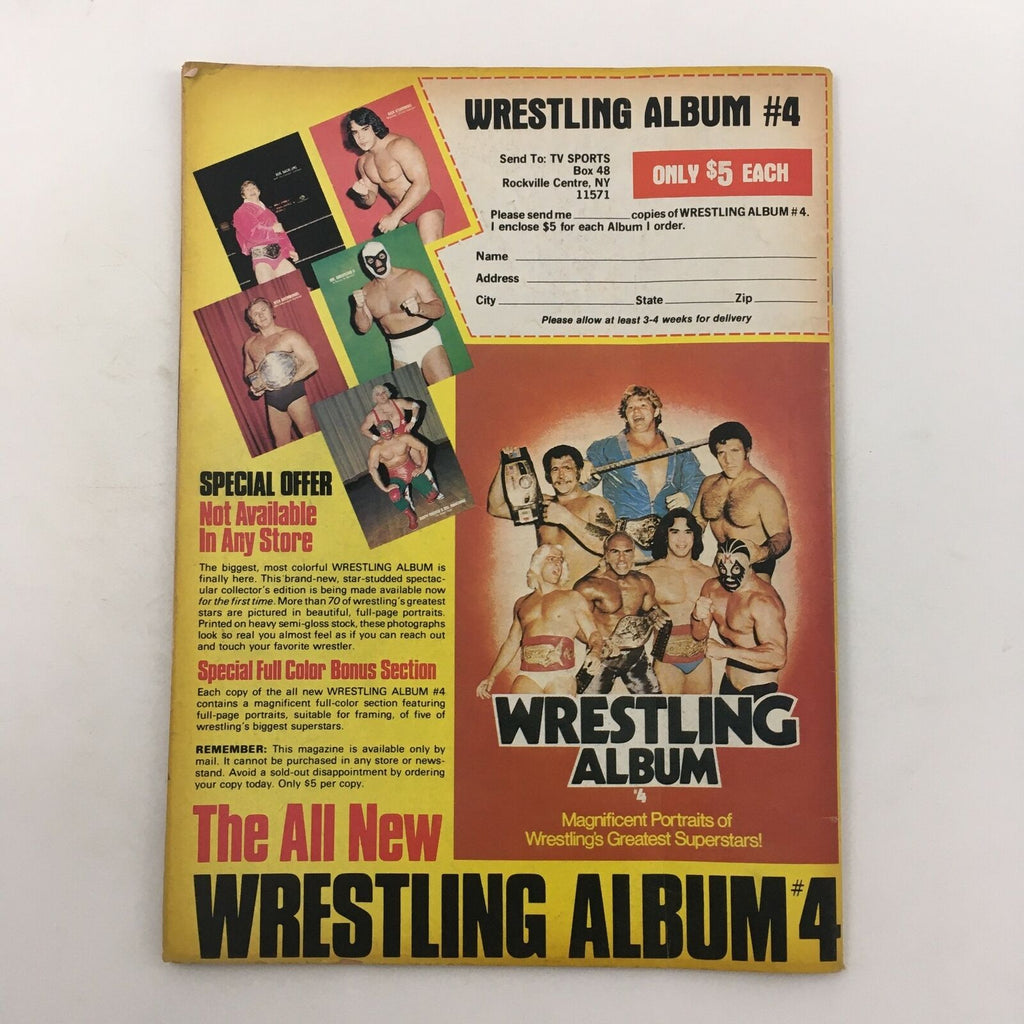 WRESTLING ALBUM #4
Send To: TV SPORTS
Box 48
Rockville Centre, NY
11571
ONLY $5 EACH
Please send me ______ copies of WRESTLING ALBUM #4.
I enclose $5 for each Album I order.
Name
Address
City State Zip
Please allow at least 3-4 weeks for delivery
SPECIAL OFFER
Not Available
In Any Store
The biggest, most colorful WRESTLING ALBUM is
finally here. This brand-new, star-studded spectac-
ular collector's edition is being made available now
for the first time. More than 70 of wrestling's greatest
stars are pictured in beautiful, full-page portraits.
Printed on heavy semi-gloss stock, these photographs
look so real you almost feel as if you can reach out
and touch your favorite wrestler.
Special Full Color Bonus Section
Each copy of the all new WRESTLING ALBUM #4
contains a magnificent full-color section featuring
full-page portraits, suitable for framing, of five of
wrestling's biggest superstars.
REMEMBER: This magazine is available only by
mail. It cannot be purchased in any store or news-
stand. Avoid a sold-out disappointment by ordering
your copy today. Only $5 per copy.
WRESTLING
ALBUM
#4
Magnificent Portraits of
Wrestling's Greatest Superstars!
The All New
WRESTLING ALBUM #4